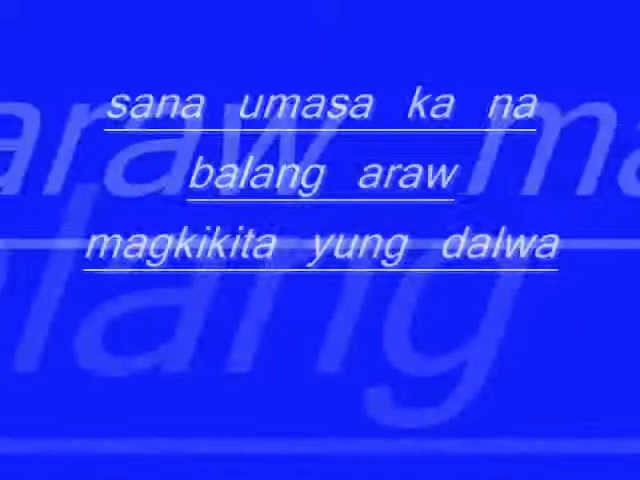 sana umasa ka na
balang araw
magkikita yung dalwa